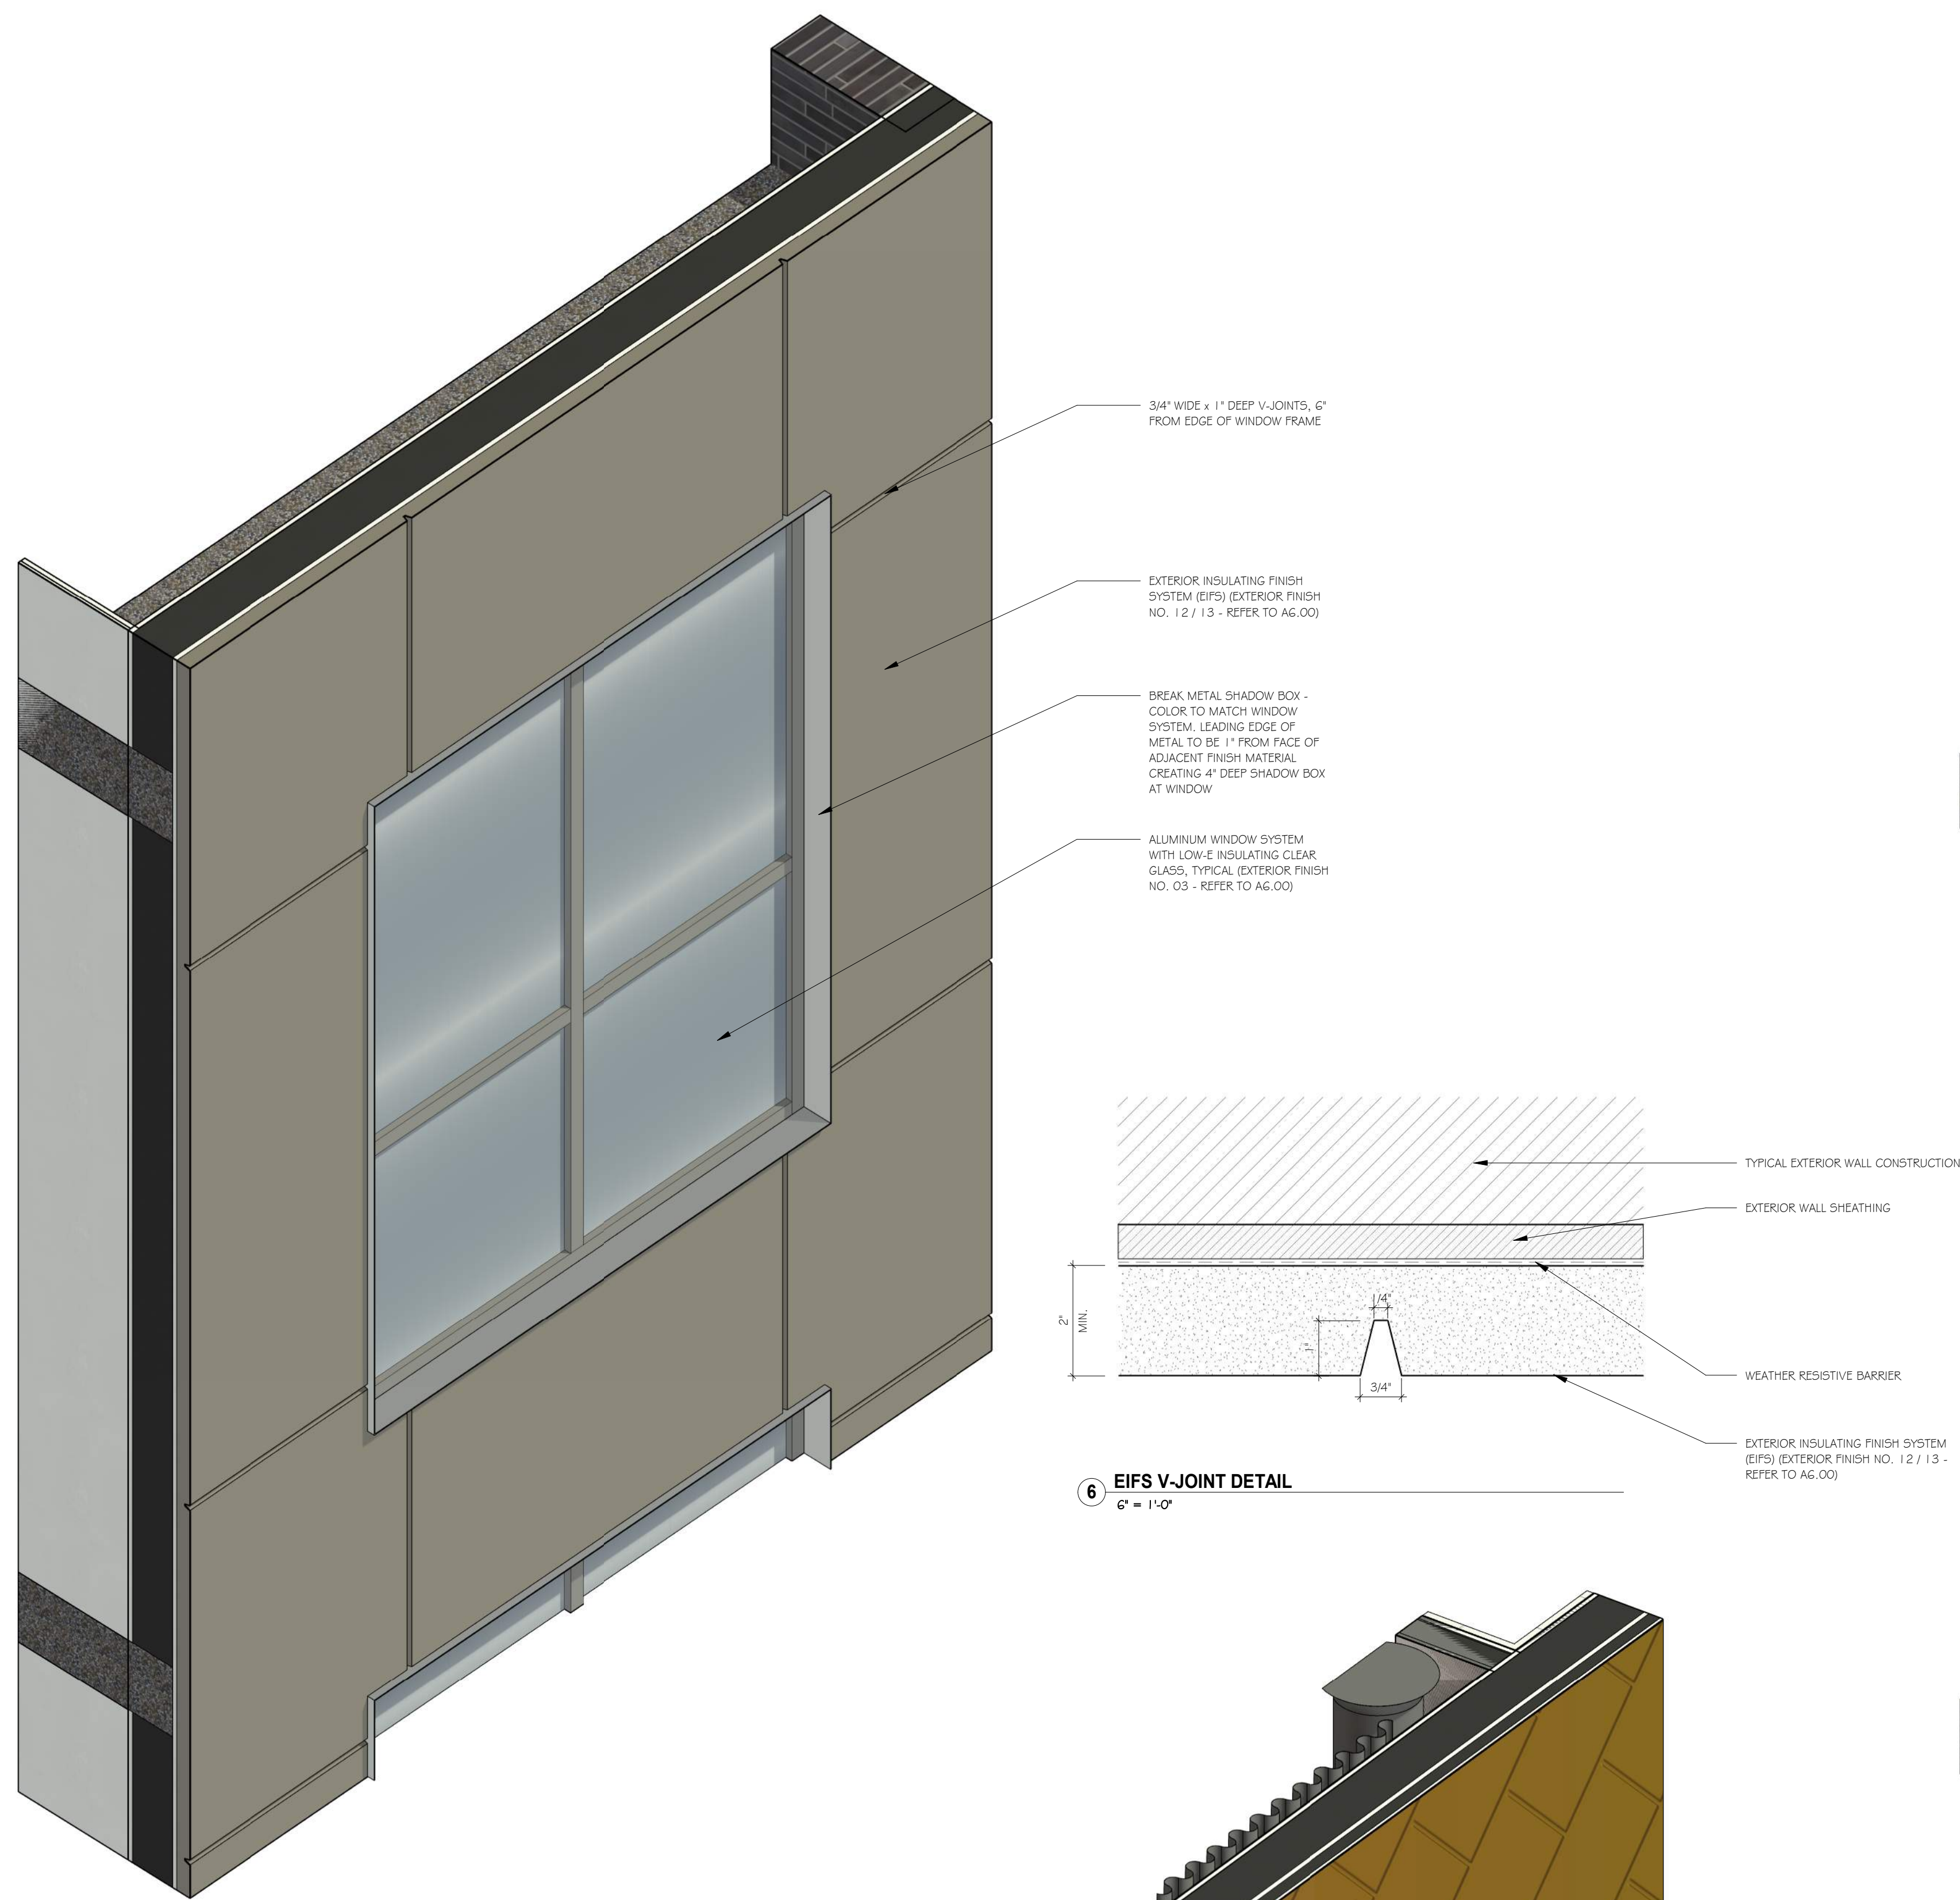 3/4" WIDE x 1" DEEP V-JOINTS, 6"
FROM EDGE OF WINDOW FRAME
EXTERIOR INSULATING FINISH
SYSTEM (EIFS) (EXTERIOR FINISH
NO. 12 / 13 - REFER TO A6.00)
BREAK METAL SHADOW BOX -
COLOR TO MATCH WINDOW
SYSTEM. LEADING EDGE OF
METAL TO BE 1" FROM FACE OF
ADJACENT FINISH MATERIAL
CREATING 4" DEEP SHADOW BOX
AT WINDOW
ALUMINUM WINDOW SYSTEM
WITH LOW-E INSULATING CLEAR
GLASS, TYPICAL (EXTERIOR FINISH
NO. 03 - REFER TO A6.00)
TYPICAL EXTERIOR WALL CONSTRUCTION
EXTERIOR WALL SHEATHING
2"
MIN.
1/4"
1"
3/4"
WEATHER RESISTIVE BARRIER
EXTERIOR INSULATING FINISH SYSTEM
(EIFS) (EXTERIOR FINISH NO. 12 / 13 -
REFER TO A6.00)
6 EIFS V-JOINT DETAIL
6" = 1'-0"